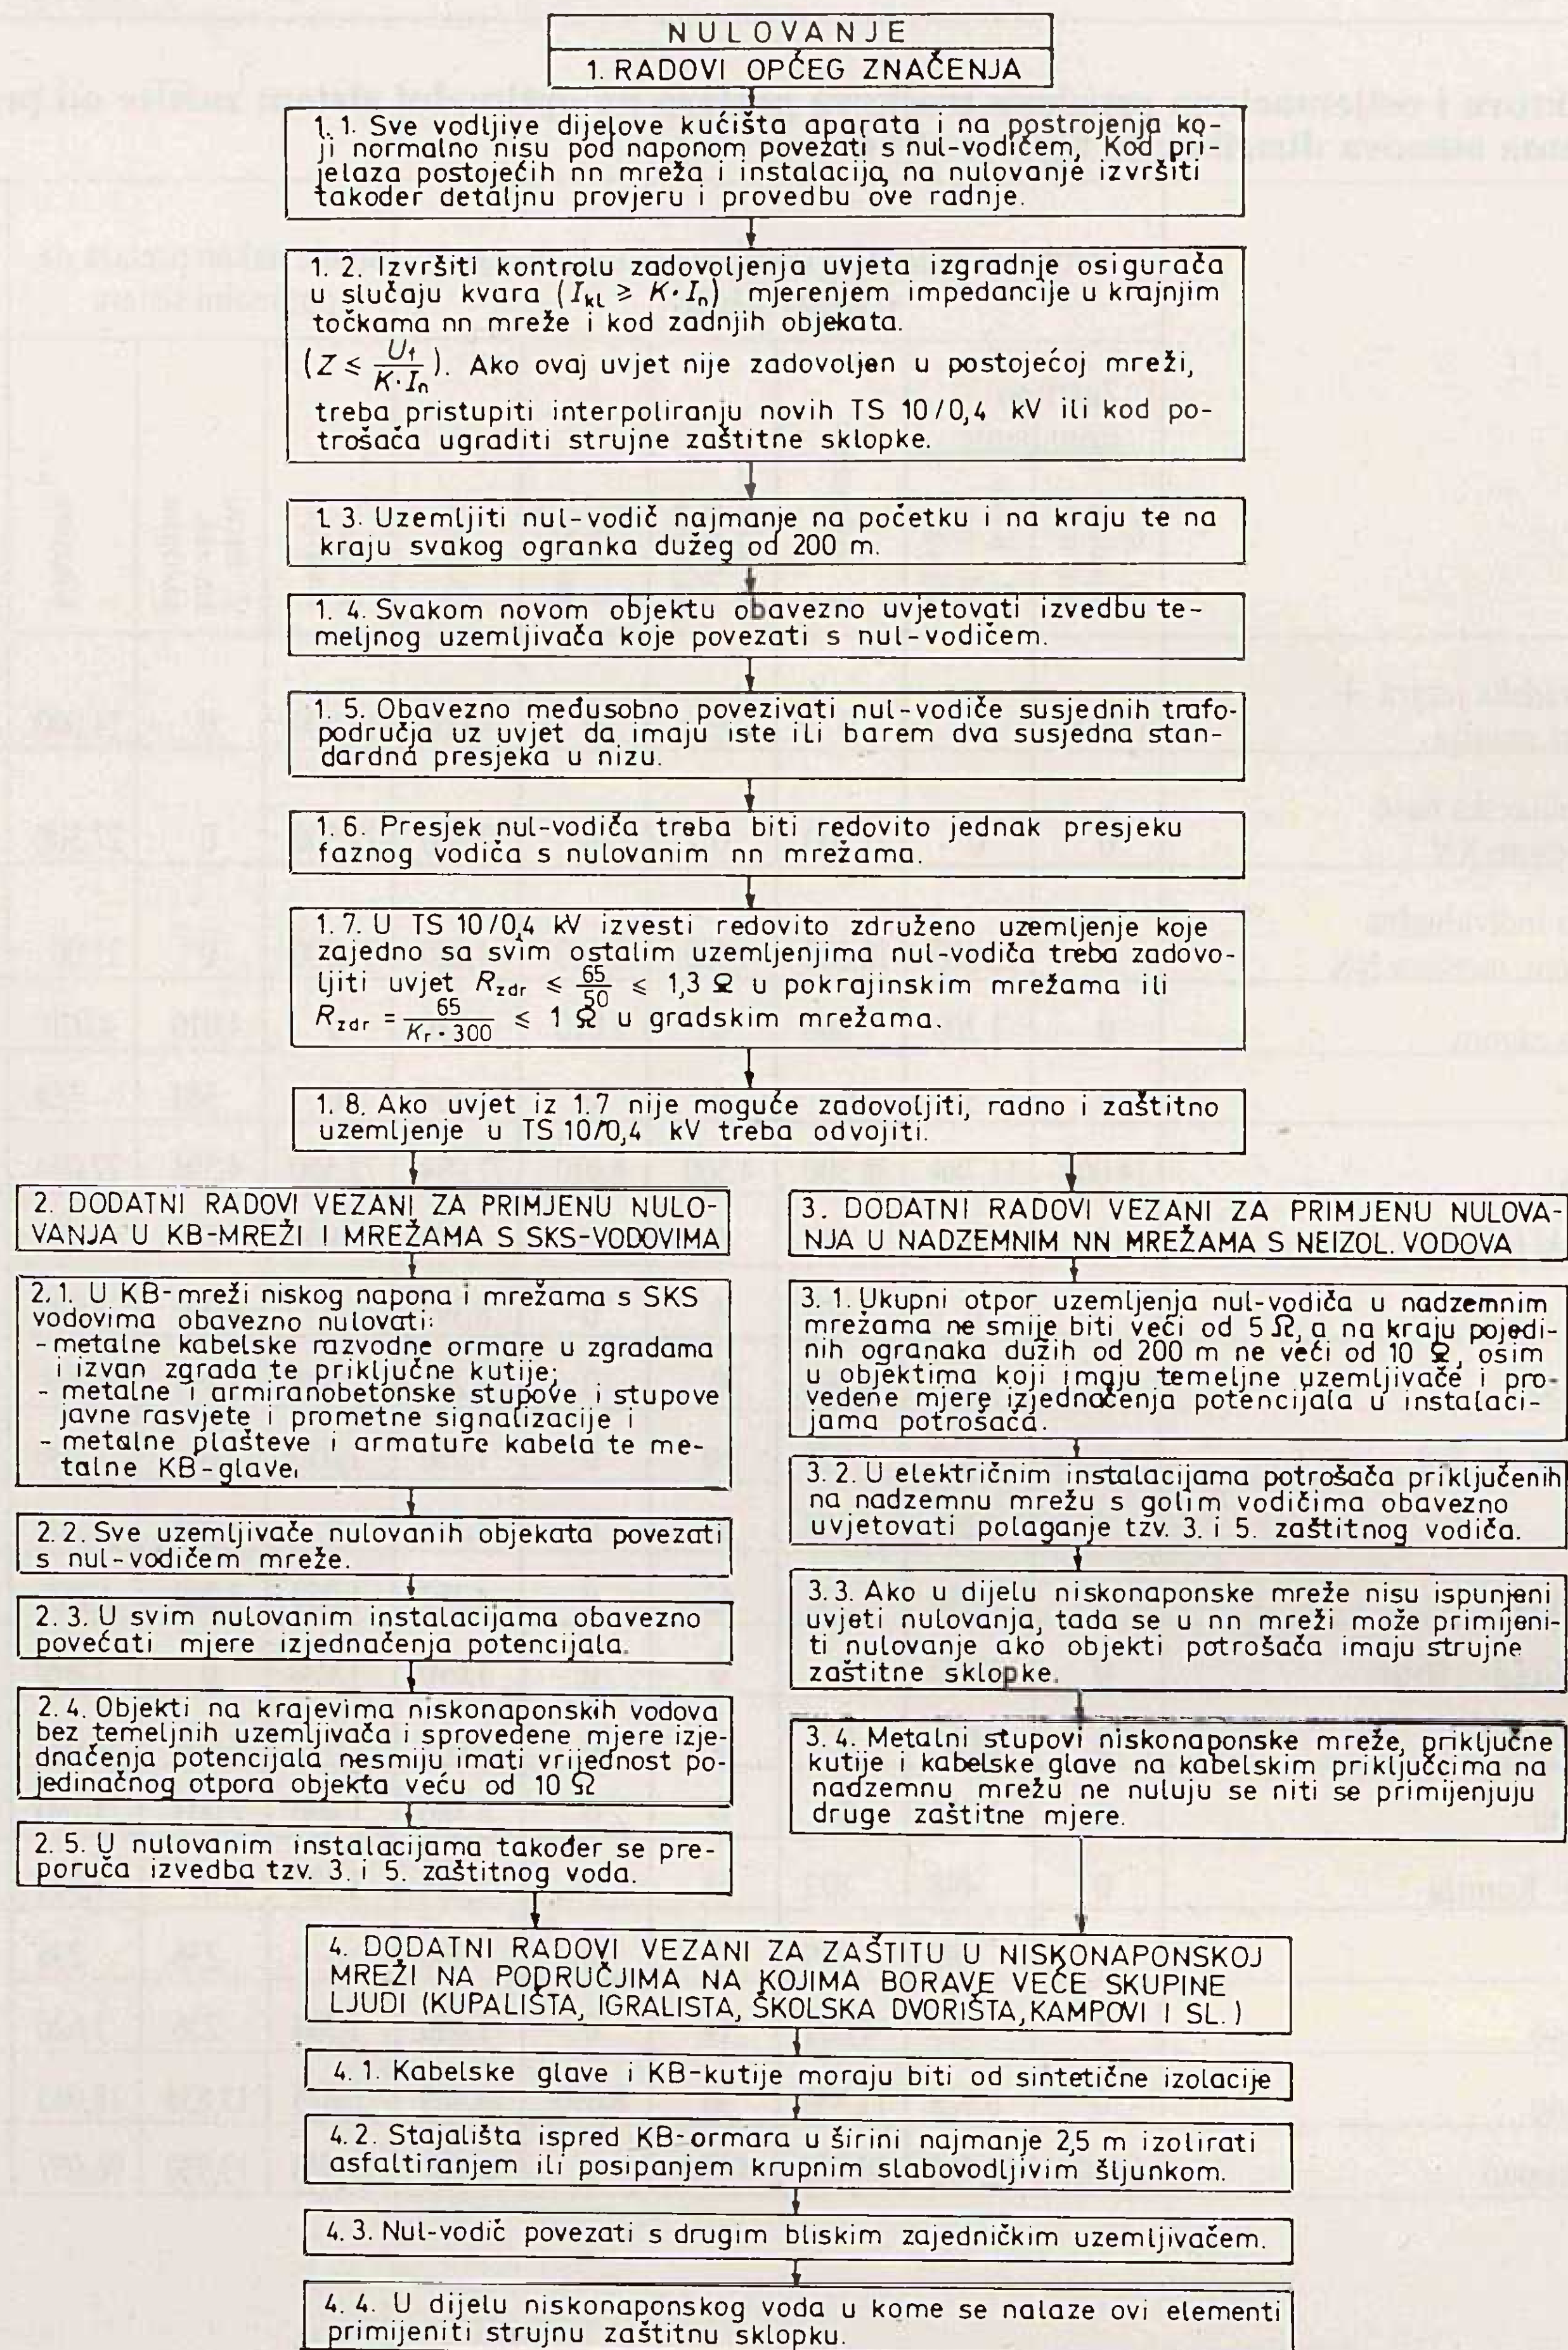 NULOVANJE
1. RADOVI OPĆEG ZNAČENJA
1.1. Sve vodljive dijelove kućišta aparata i na postrojenja ko-
ji normalno nisu pod naponom povezati s nul-vodičem, Kod pri-
jelaza postojećih nn mreža i instalacija, na nulovanje izvršiti
također detaljnu provjeru i provedbu ove radnje.
1.2. Izvršiti kontrolu zadovoljenja uvjeta izgradnje osigurača
u slučaju kvara (I_kl ≥ K·I_n) mjerenjem impedancije u krajnjim
točkama nn mreže i kod zadnjih objekata.
(Z ≤ U_f / K·I_n). Ako ovaj uvjet nije zadovoljen u postojećoj mreži,
treba pristupiti interpoliranju novih TS 10/0,4 kV ili kod po-
trošača ugraditi strujne zaštitne sklopke.
1.3. Uzemljiti nul-vodič najmanje na početku i na kraju te na
kraju svakog ogranka dužeg od 200 m.
1.4. Svakom novom objektu obavezno uvjetovati izvedbu te-
meljnog uzemljivača koje povezati s nul-vodičem.
1.5. Obavezno međusobno povezivati nul-vodiče susjednih trafo-
područja uz uvjet da imaju iste ili barem dva susjedna stan-
dardna presjeka u nizu.
1.6. Presjek nul-vodiča treba biti redovito jednak presjeku
faznog vodiča s nulovanim nn mrežama.
1.7. U TS 10/0,4 kV izvesti redovito združeno uzemljenje koje
zajedno sa svim ostalim uzemljenjima nul-vodiča treba zadovo-
ljiti uvjet R_zdr ≤ 65/50 ≤ 1,3 Ω u pokrajinskim mrežama ili
R_zdr = 65 / K_r · 300 ≤ 1 Ω u gradskim mrežama.
1.8. Ako uvjet iz 1.7 nije moguće zadovoljiti, radno i zaštitno
uzemljenje u TS 10/0,4 kV treba odvojiti.
2. DODATNI RADOVI VEZANI ZA PRIMJENU NULO-
VANJA U KB-MREŽI I MREŽAMA S SKS-VODOVIMA
2.1. U KB-mreži niskog napona i mrežama s SKS
vodovima obavezno nulovati:
- metalne kabelske razvodne ormare u zgradama
i izvan zgrada te priključne kutije;
- metalne i armiranobetonske stupove i stupove
javne rasvjete i prometne signalizacije i
- metalne plašteve i armature kabela te me-
talne KB-glave.
2.2. Sve uzemljivače nulovanih objekata povezati
s nul-vodičem mreže.
2.3. U svim nulovanim instalacijama obavezno
povećati mjere izjednačenja potencijala.
2.4. Objekti na krajevima niskonaponskih vodova
bez temeljnih uzemljivača i sprovedene mjere izje-
dnačenja potencijala nesmiju imati vrijednost po-
jedinačnog otpora objekta veću od 10 Ω
2.5. U nulovanim instalacijama također se pre-
poruča izvedba tzv. 3. i 5. zaštitnog voda.
3. DODATNI RADOVI VEZANI ZA PRIMJENU NULOVA-
NJA U NADZEMNIM NN MREŽAMA S NEIZOL. VODOVA
3.1. Ukupni otpor uzemljenja nul-vodiča u nadzemnim
mrežama ne smije biti veći od 5 Ω, a na kraju pojedi-
nih ogranaka dužih od 200 m ne veći od 10 Ω, osim
u objektima koji imaju temeljne uzemljivače i pro-
vedene mjere izjednačenja potencijala u instalaci-
jama potrošača.
3.2. U električnim instalacijama potrošača priključenih
na nadzemnu mrežu s golim vodičima obavezno
uvjetovati polaganje tzv. 3. i 5. zaštitnog vodiča.
3.3. Ako u dijelu niskonaponske mreže nisu ispunjeni
uvjeti nulovanja, tada se u nn mreži može primijeni-
ti nulovanje ako objekti potrošača imaju strujne
zaštitne sklopke.
3.4. Metalni stupovi niskonaponske mreže, priključne
kutije i kabelske glave na kabelskim priključcima na
nadzemnu mrežu ne nuluju se niti se primijenjuju
druge zaštitne mjere.
4. DODATNI RADOVI VEZANI ZA ZAŠTITU U NISKONAPONSKOJ
MREŽI NA PODRUČJIMA NA KOJIMA BORAVE VEĆE SKUPINE
LJUDI (KUPALIŠTA, IGRALISTA, ŠKOLSKA DVORIŠTA, KAMPOVI I SL.)
4.1. Kabelske glave i KB-kutije moraju biti od sintetične izolacije
4.2. Stajališta ispred KB-ormara u širini najmanje 2,5 m izolirati
asfaltiranjem ili posipanjem krupnim slabovodljivim šljunkom.
4.3. Nul-vodič povezati s drugim bliskim zajedničkim uzemljivačem.
4.4. U dijelu niskonaponskog voda u kome se nalaze ovi elementi
primijeniti strujnu zaštitnu sklopku.